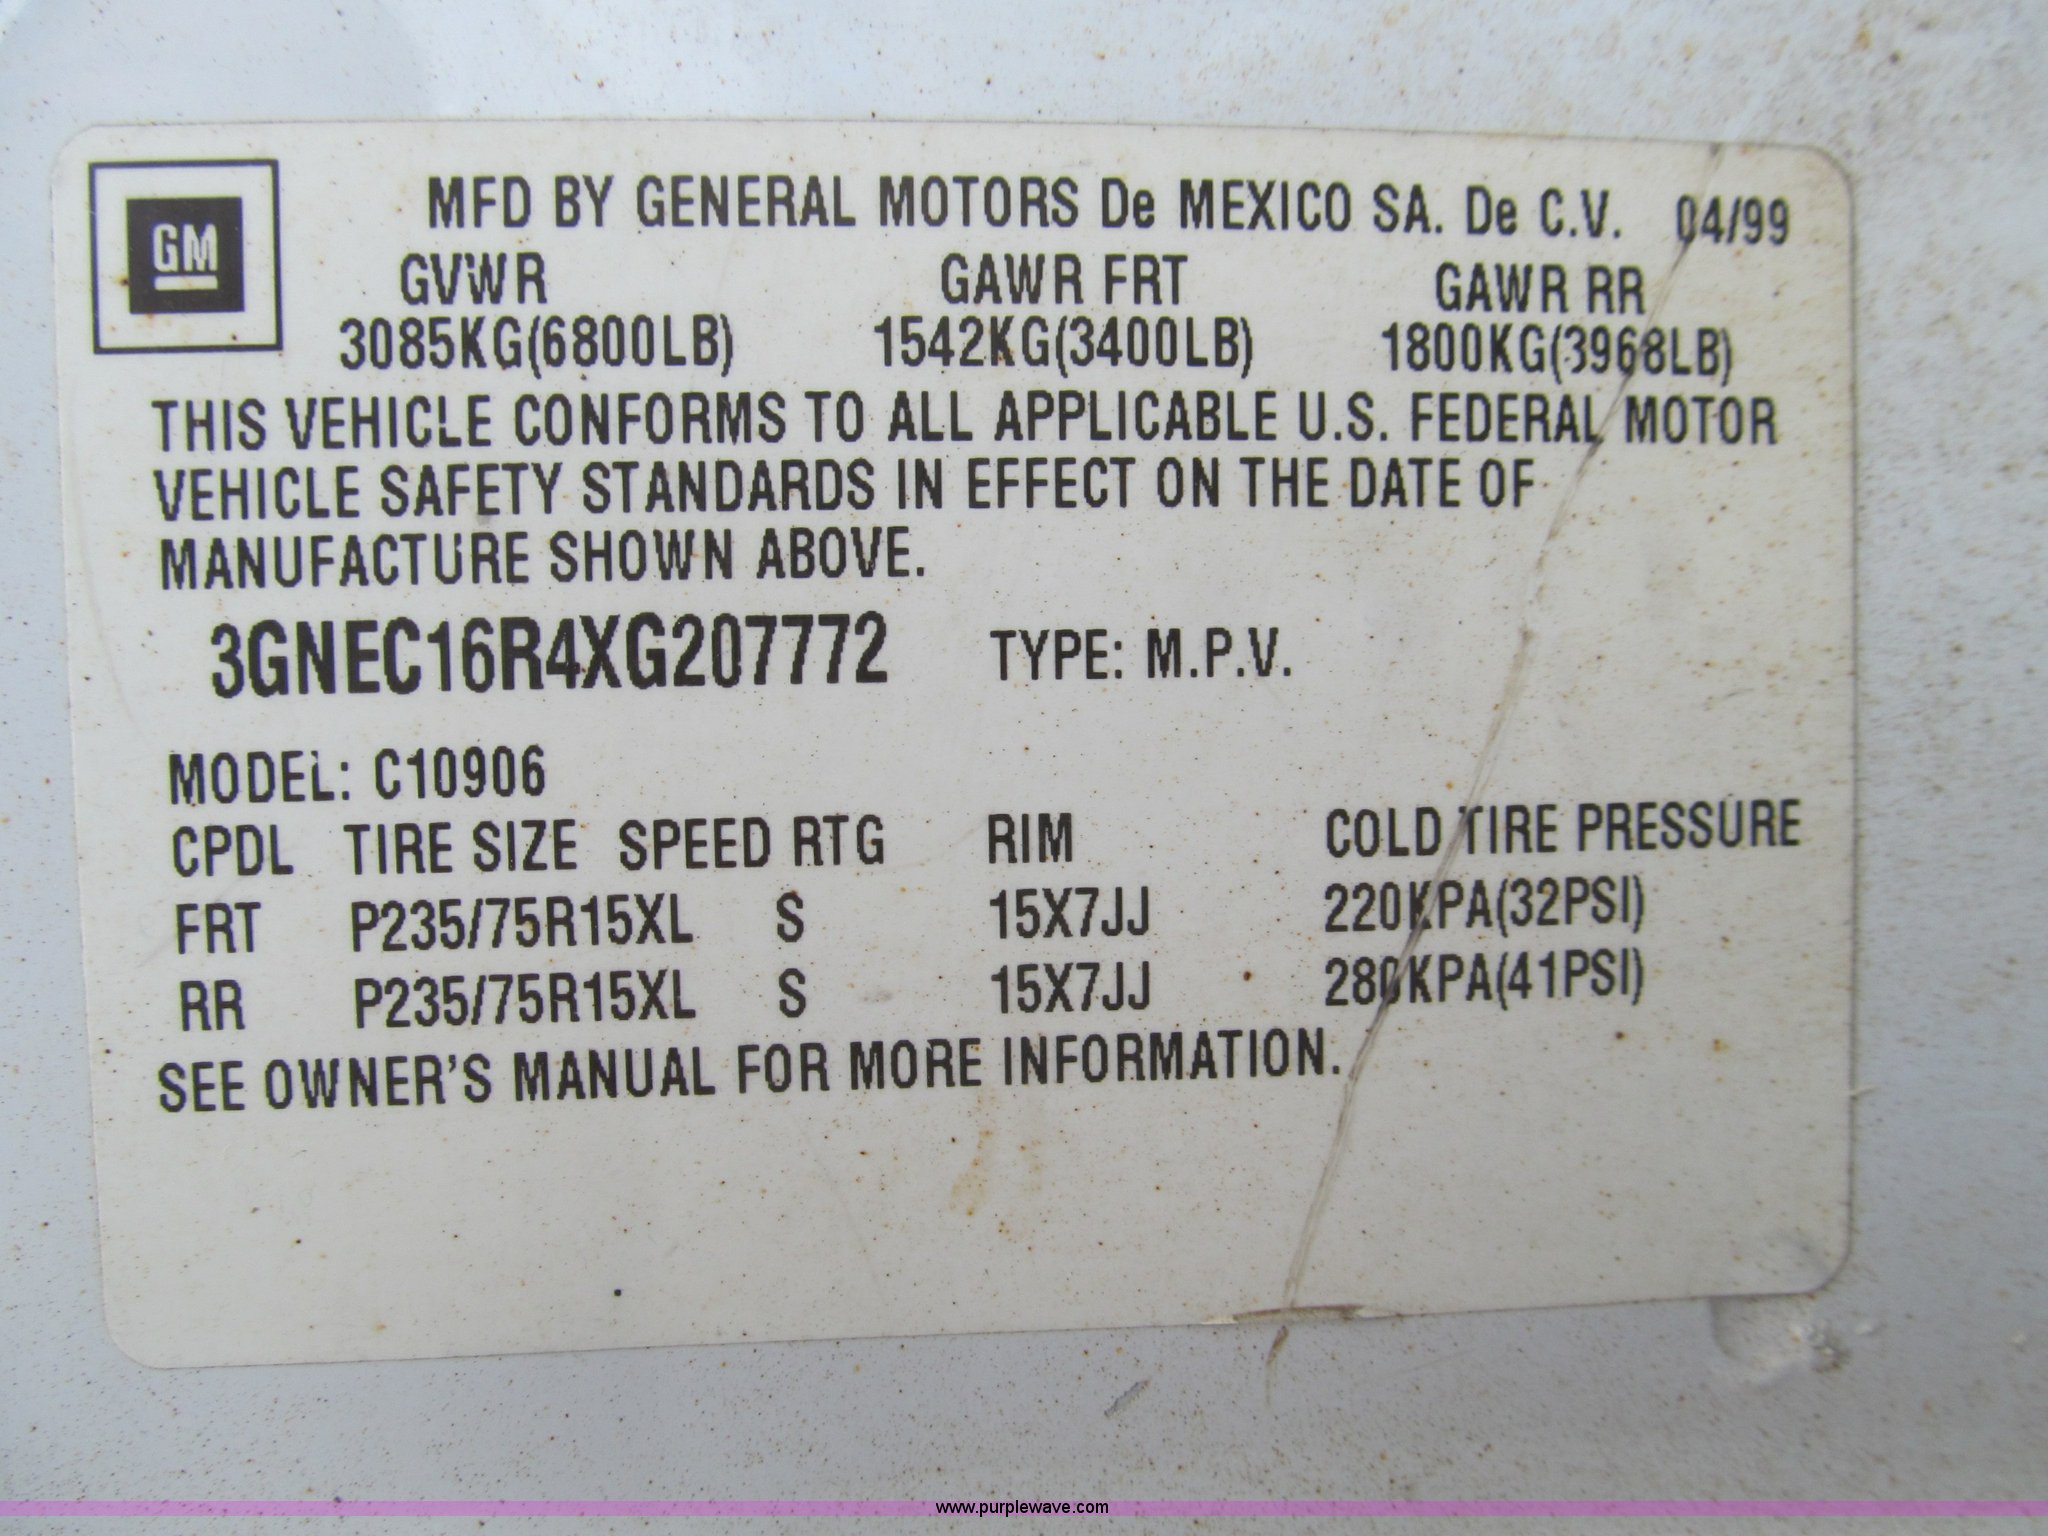 GM
MFD BY GENERAL MOTORS De MEXICO SA. De C.V. 04/99
GVWR GAWR FRT GAWR RR
3085KG(6800LB) 1542KG(3400LB) 1800KG(3968LB)
THIS VEHICLE CONFORMS TO ALL APPLICABLE U.S. FEDERAL MOTOR
VEHICLE SAFETY STANDARDS IN EFFECT ON THE DATE OF
MANUFACTURE SHOWN ABOVE.
3GNEC16R4XG207772 TYPE: M.P.V.
MODEL: C10906
CPDL TIRE SIZE SPEED RTG RIM COLD TIRE PRESSURE
FRT P235/75R15XL S 15X7JJ 220KPA(32PSI)
RR P235/75R15XL S 15X7JJ 280KPA(41PSI)
SEE OWNER'S MANUAL FOR MORE INFORMATION.
www.purplewave.com